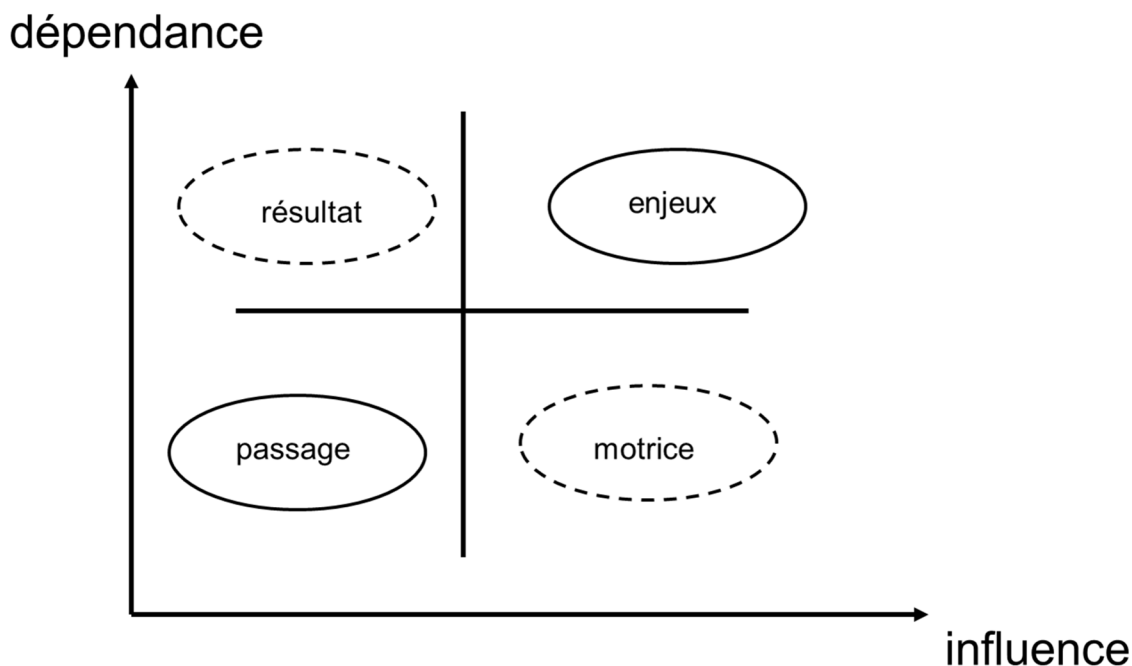 dépendance
résultat
enjeux
passage
motrice
influence